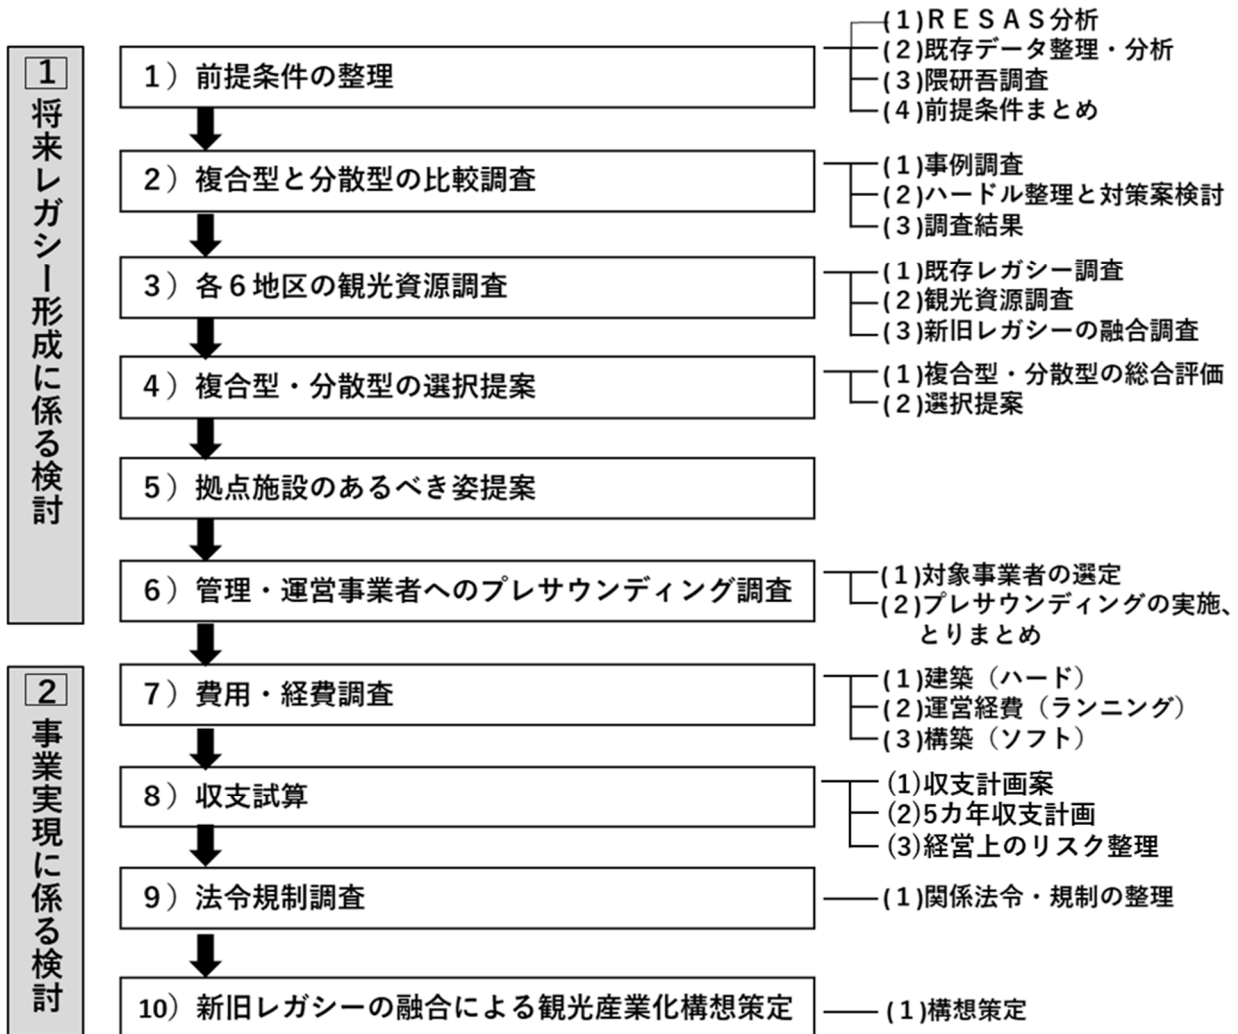 1
将来レガシー形成に係る検討
1）前提条件の整理
(1)ＲＥＳＡＳ分析
(2)既存データ整理・分析
(3)隈研吾調査
(4)前提条件まとめ
2）複合型と分散型の比較調査
(1)事例調査
(2)ハードル整理と対策案検討
(3)調査結果
3）各６地区の観光資源調査
(1)既存レガシー調査
(2)観光資源調査
(3)新旧レガシーの融合調査
4）複合型・分散型の選択提案
(1)複合型・分散型の総合評価
(2)選択提案
5）拠点施設のあるべき姿提案
6）管理・運営事業者へのプレサウンディング調査
(1)対象事業者の選定
(2)プレサウンディングの実施、
とりまとめ
2
事業実現に係る検討
7）費用・経費調査
(1)建築（ハード）
(2)運営経費（ランニング）
(3)構築（ソフト）
8）収支試算
(1)収支計画案
(2)5カ年収支計画
(3)経営上のリスク整理
9）法令規制調査
(1)関係法令・規制の整理
10）新旧レガシーの融合による観光産業化構想策定
(1)構想策定